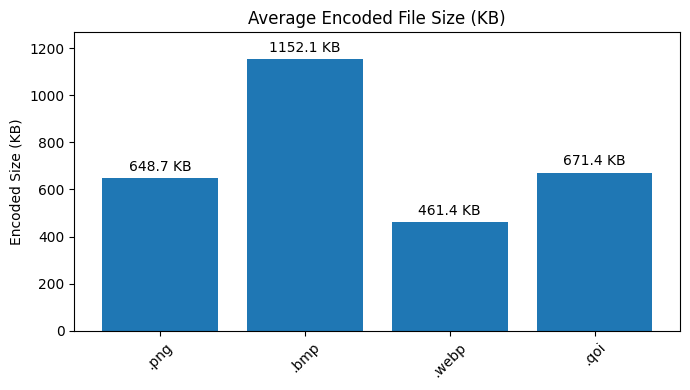 Average Encoded File Size (KB)
Encoded Size (KB)
1200
1000
800
600
400
200
0
648.7 KB
1152.1 KB
461.4 KB
671.4 KB
.png
.bmp
.webp
.qoi